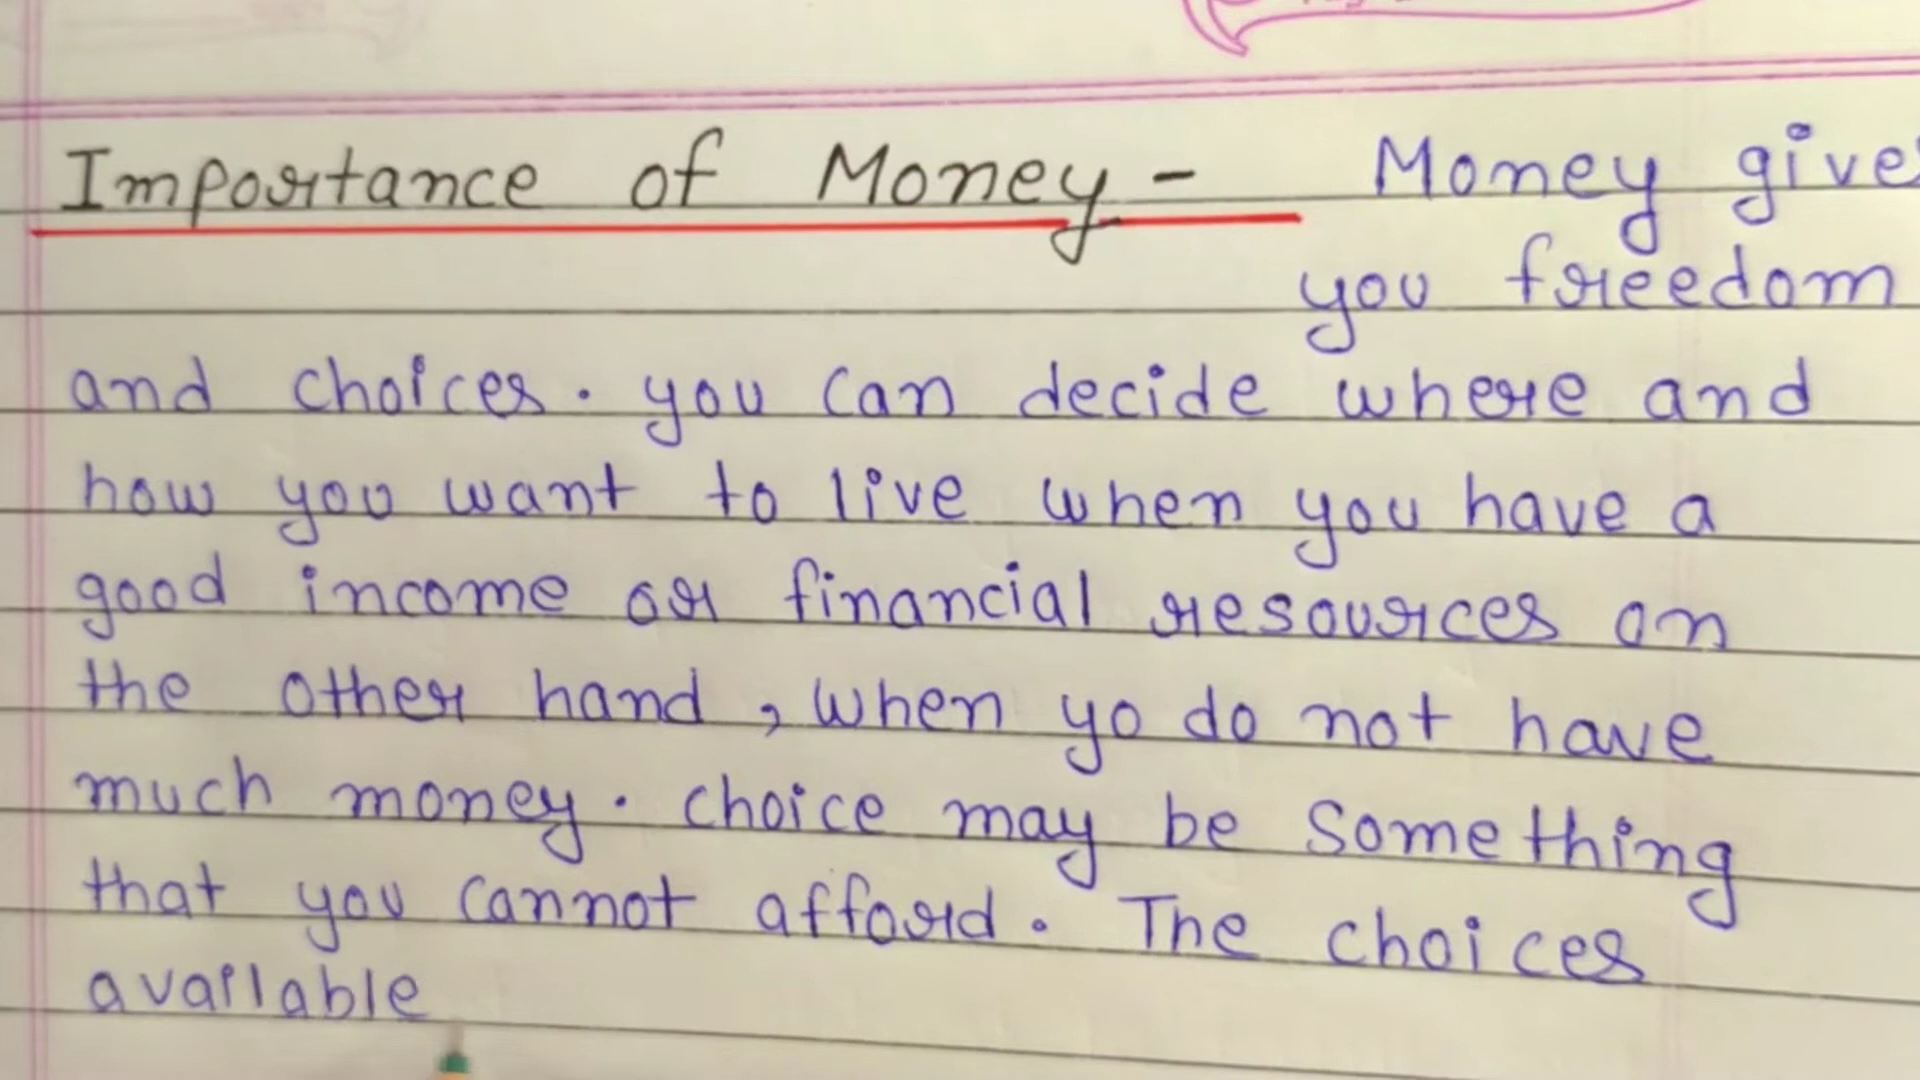 Importance of Money - Money gives
you freedom
and choices. you can decide where and
how you want to live when you have a
good income or financial resources on
the other hand, when yo do not have
much money. choice may be something
that you cannot afford. The choices
available